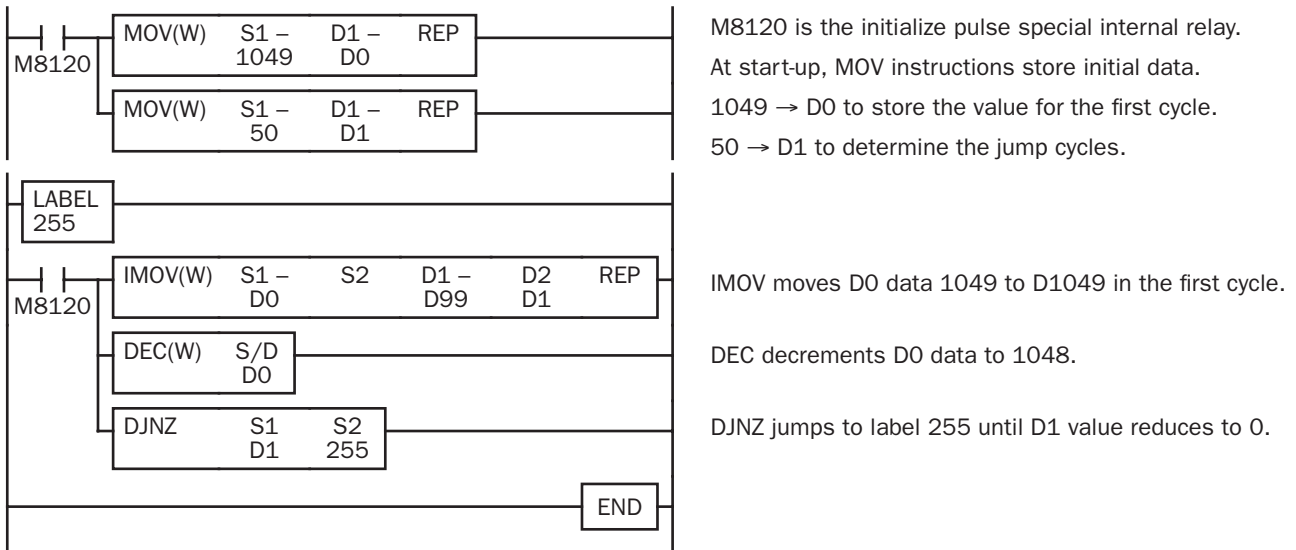 MOV(W) S1 – D1 – REP
1049 D0
M8120
M8120 is the initialize pulse special internal relay.
At start-up, MOV instructions store initial data.
MOV(W) S1 – D1 – REP
50 D1
1049 → D0 to store the value for the first cycle.
50 → D1 to determine the jump cycles.
LABEL
255
IMOV(W) S1 – S2 D1 – D2 REP
D0 D99 D1
M8120
IMOV moves D0 data 1049 to D1049 in the first cycle.
DEC(W) S/D
D0
DEC decrements D0 data to 1048.
DJNZ S1 S2
D1 255
DJNZ jumps to label 255 until D1 value reduces to 0.
END